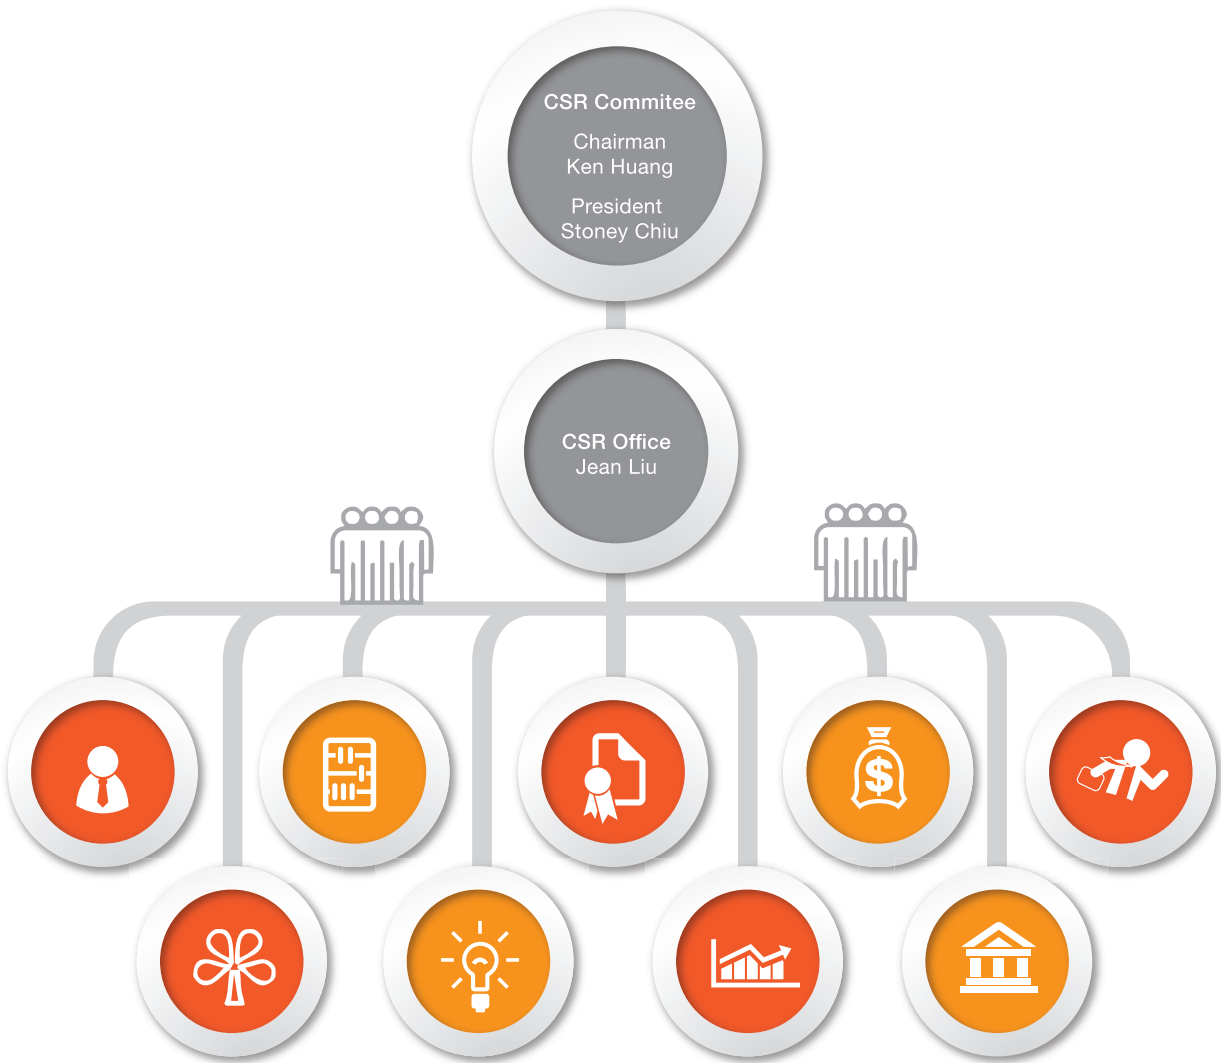 CSR Commitee
Chairman
Ken Huang
President
Stoney Chiu
CSR Office
Jean Liu
$